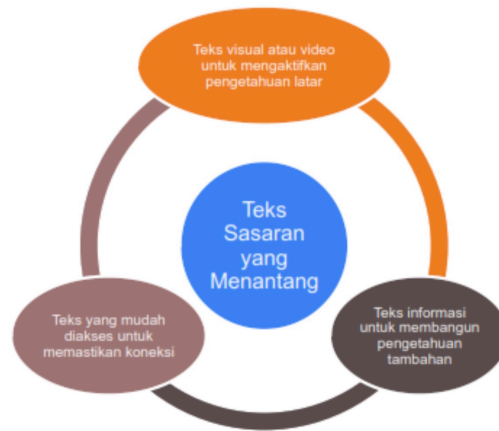 Teks visual atau video
untuk mengaktifkan
pengetahuan latar
Teks
Sasaran
yang
Menantang
Teks yang mudah
diakses untuk
memastikan koneksi
Teks informasi
untuk membangun
pengetahuan
tambahan